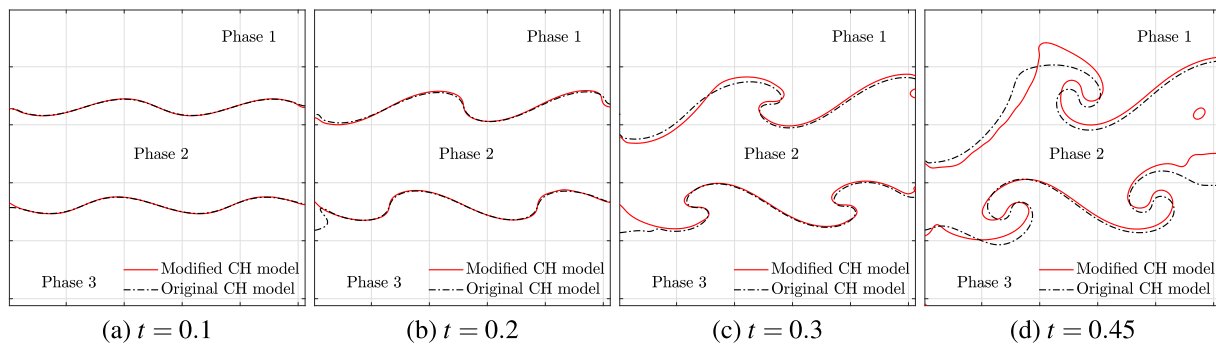 Phase 1
Phase 2
Phase 3
Modified CH model
Original CH model
(a) t = 0.1
Phase 1
Phase 2
Phase 3
Modified CH model
Original CH model
(b) t = 0.2
Phase 1
Phase 2
Phase 3
Modified CH model
Original CH model
(c) t = 0.3
Phase 1
Phase 2
Phase 3
Modified CH model
Original CH model
(d) t = 0.45